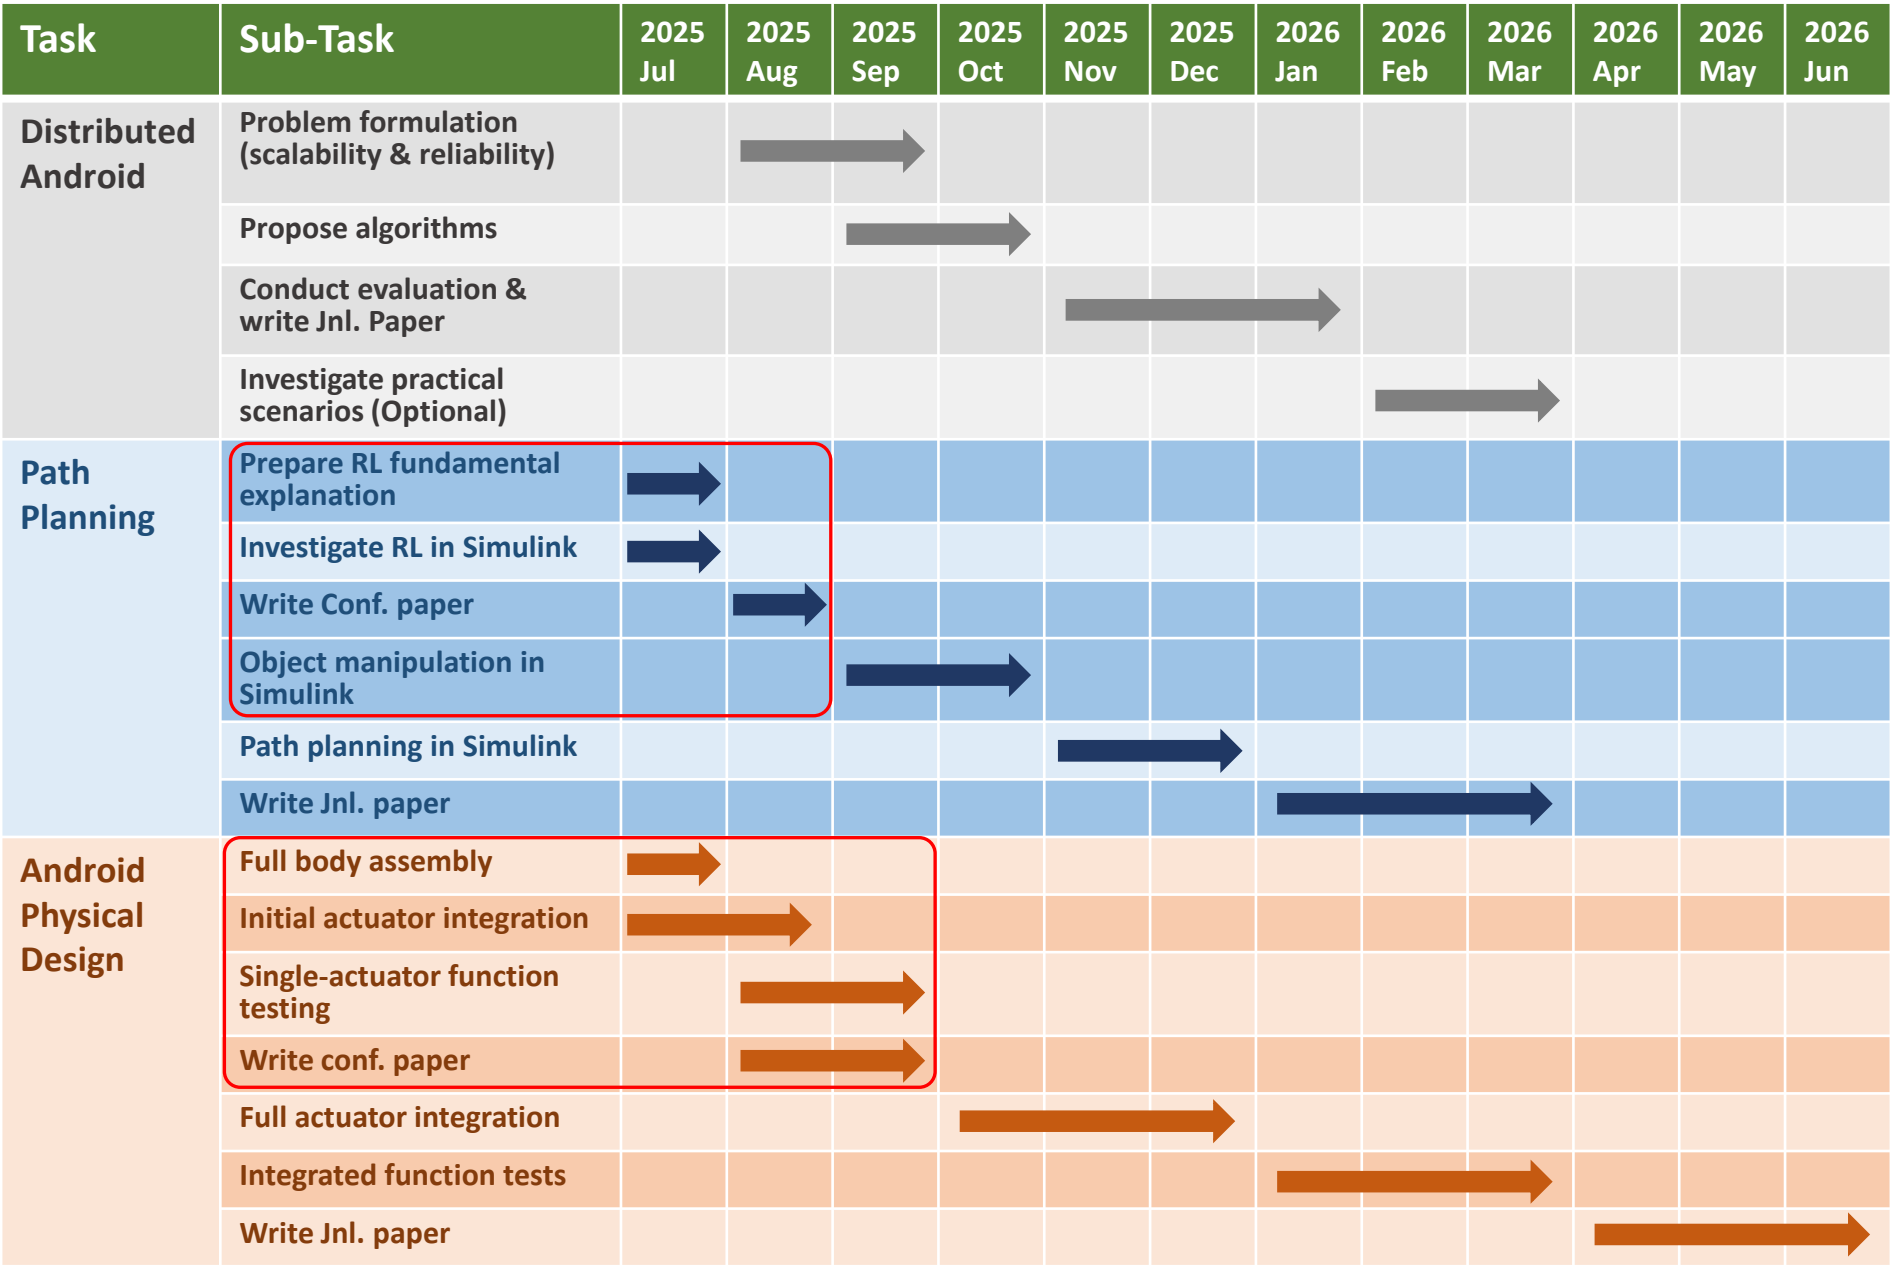 Task
Sub-Task
2025 Jul
2025 Aug
2025 Sep
2025 Oct
2025 Nov
2025 Dec
2026 Jan
2026 Feb
2026 Mar
2026 Apr
2026 May
2026 Jun
Distributed
Android
Problem formulation
(scalability & reliability)
Propose algorithms
Conduct evaluation &
write Jnl. Paper
Investigate practical
scenarios (Optional)
Path
Planning
Prepare RL fundamental
explanation
Investigate RL in Simulink
Write Conf. paper
Object manipulation in
Simulink
Path planning in Simulink
Write Jnl. paper
Android
Physical
Design
Full body assembly
Initial actuator integration
Single-actuator function
testing
Write conf. paper
Full actuator integration
Integrated function tests
Write Jnl. paper